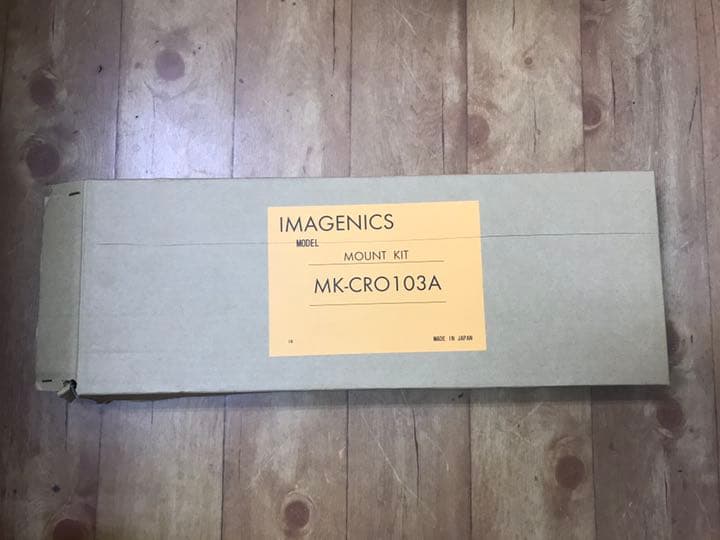 IMAGENICS
MODEL
MOUNT KIT
MK-CRO103A
MADE IN JAPAN